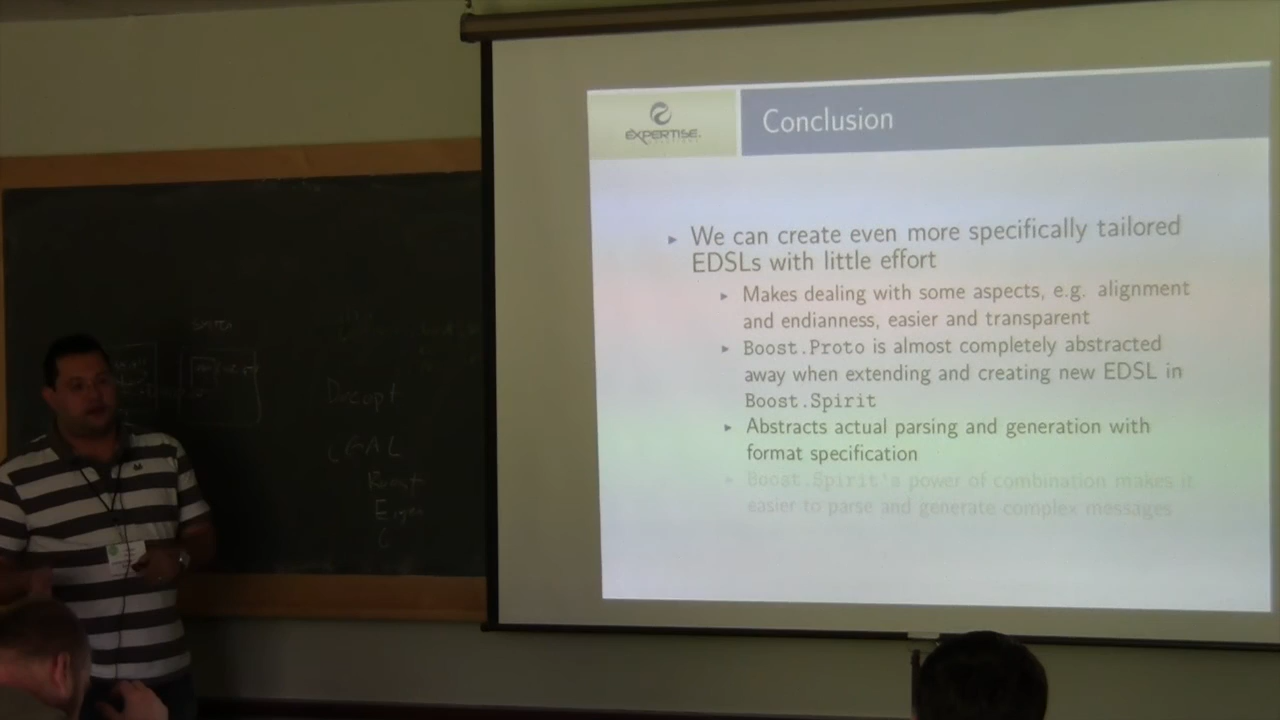 EXPERTISE
SOLUTIONS
Conclusion
We can create even more specifically tailored
EDSLs with little effort
Makes dealing with some aspects, e.g. alignment
and endianness, easier and transparent
Boost.Proto is almost completely abstracted
away when extending and creating new EDSL in
Boost.Spirit
Abstracts actual parsing and generation with
format specification
Boost.Spirit's power of combination makes it
easier to parse and generate complex messages
CGAL